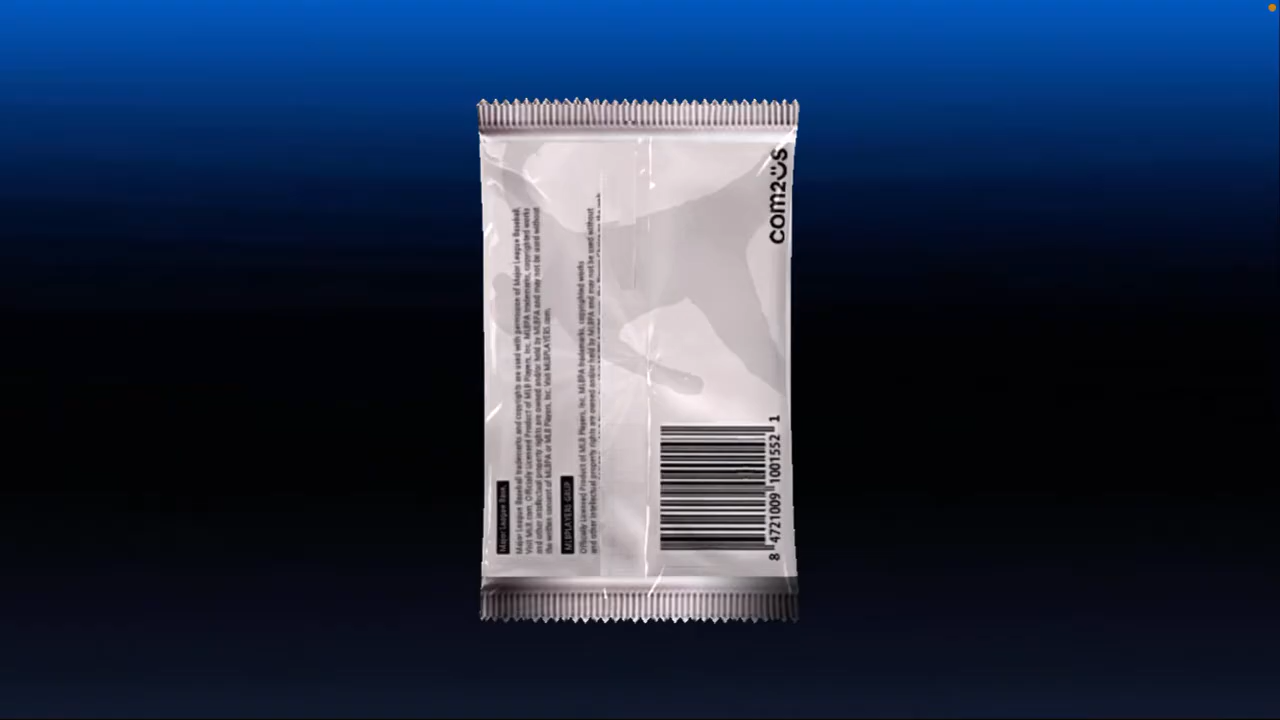 Major League Base.
Major League Baseball trademarks and copyrights are used with permission of Major League Baseball.
Visit MLB.com. Officially Licensed Product of MLB Players, Inc. MLBPA trademarks, copyrighted works
and other intellectual property rights are owned and/or held by MLBPA and may not be used without
the written consent of MLBPA or MLB Players, Inc. Visit MLBPLAYERS.com.
MLBPLAYERS GRUP
Officially Licensed Product of MLB Players, Inc. MLBPA trademarks, copyrighted works
and other intellectual property rights are owned and/or held by MLBPA and may not be used without
com2us
8 4721009 1001552 1